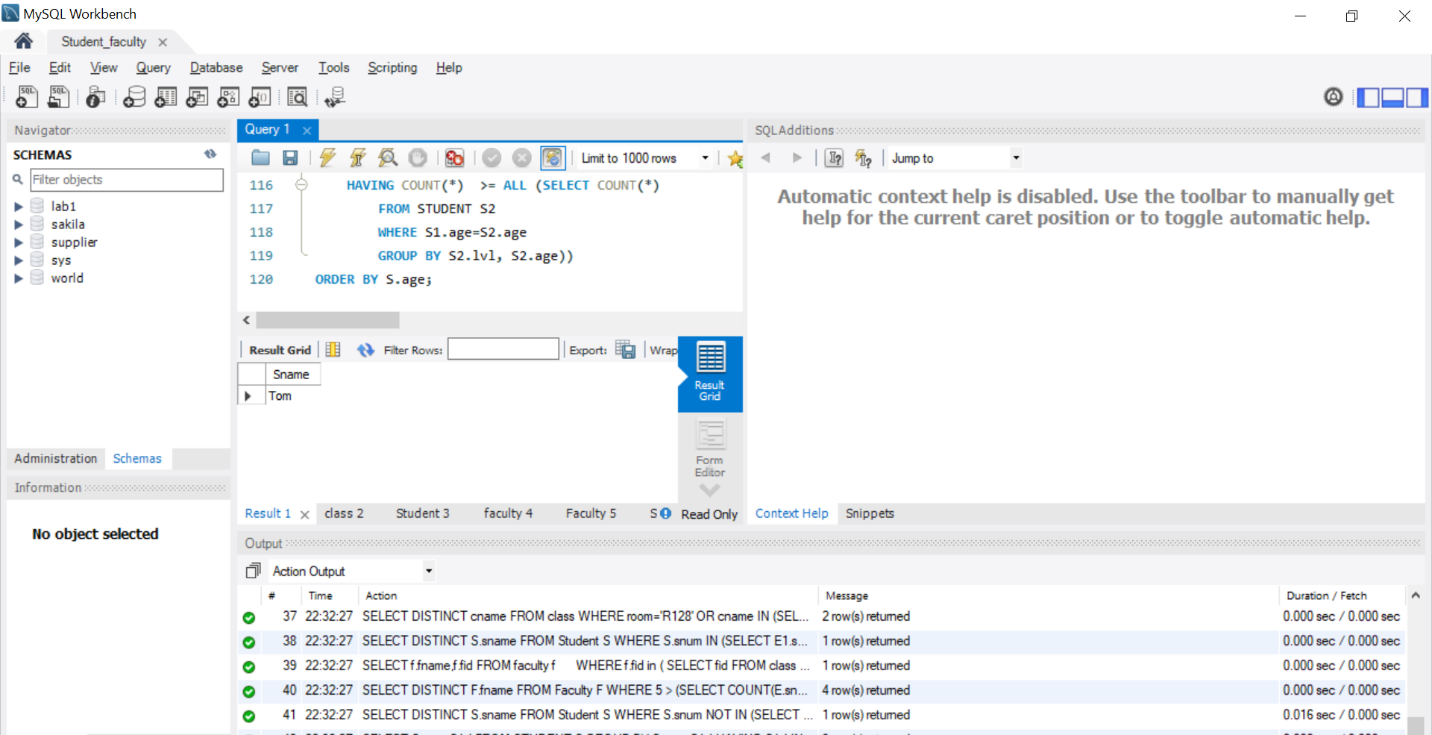 MySQL Workbench
Student_faculty
File Edit View Query Database Server Tools Scripting Help
Navigator
SCHEMAS
Filter objects
lab1
sakila
supplier
sys
world
Administration Schemas
Information
No object selected
Query 1
Limit to 1000 rows
116 HAVING COUNT(*) >= ALL (SELECT COUNT(*)
117 FROM STUDENT S2
118 WHERE S1.age=S2.age
119 GROUP BY S2.lvl, S2.age))
120 ORDER BY S.age;
Result Grid Filter Rows: Export: Wrap
Sname
Tom
Result Grid
Form Editor
Result 1 class 2 Student 3 faculty 4 Faculty 5 S Read Only
SQLAdditions
Jump to
Automatic context help is disabled. Use the toolbar to manually get
help for the current caret position or to toggle automatic help.
Context Help Snippets
Output
Action Output
# Time Action Message Duration / Fetch
37 22:32:27 SELECT DISTINCT cname FROM class WHERE room='R128' OR cname IN (SEL... 2 row(s) returned 0.000 sec / 0.000 sec
38 22:32:27 SELECT DISTINCT S.sname FROM Student S WHERE S.snum IN (SELECT E1.s... 1 row(s) returned 0.000 sec / 0.000 sec
39 22:32:27 SELECT f.fname,f.fid FROM faculty f WHERE f.fid in ( SELECT fid FROM class ... 1 row(s) returned 0.000 sec / 0.000 sec
40 22:32:27 SELECT DISTINCT F.fname FROM Faculty F WHERE 5 > (SELECT COUNT(E.sn... 4 row(s) returned 0.000 sec / 0.000 sec
41 22:32:27 SELECT DISTINCT S.sname FROM Student S WHERE S.snum NOT IN (SELECT ... 1 row(s) returned 0.016 sec / 0.000 sec